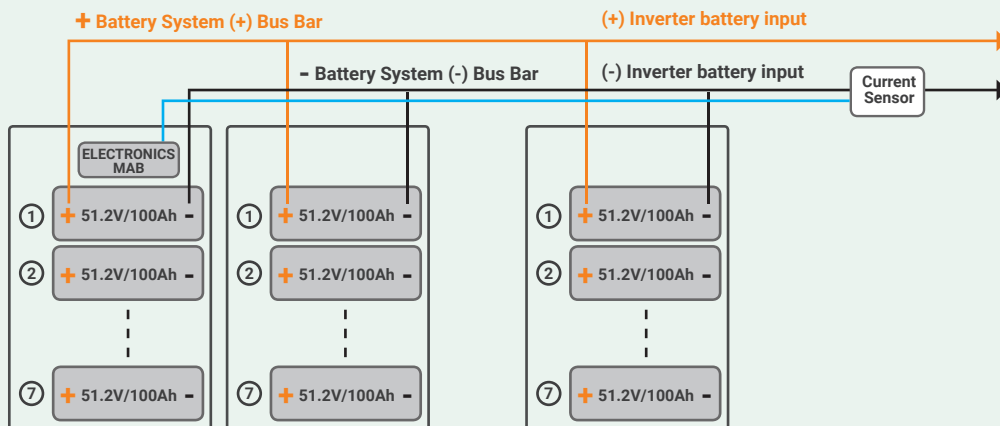 + Battery System (+) Bus Bar
(+) Inverter battery input
- Battery System (-) Bus Bar
(-) Inverter battery input
Current
Sensor
ELECTRONICS
MAB
1 + 51.2V/100Ah -
1 + 51.2V/100Ah -
1 + 51.2V/100Ah -
2 + 51.2V/100Ah -
2 + 51.2V/100Ah -
2 + 51.2V/100Ah -
7 + 51.2V/100Ah -
7 + 51.2V/100Ah -
7 + 51.2V/100Ah -